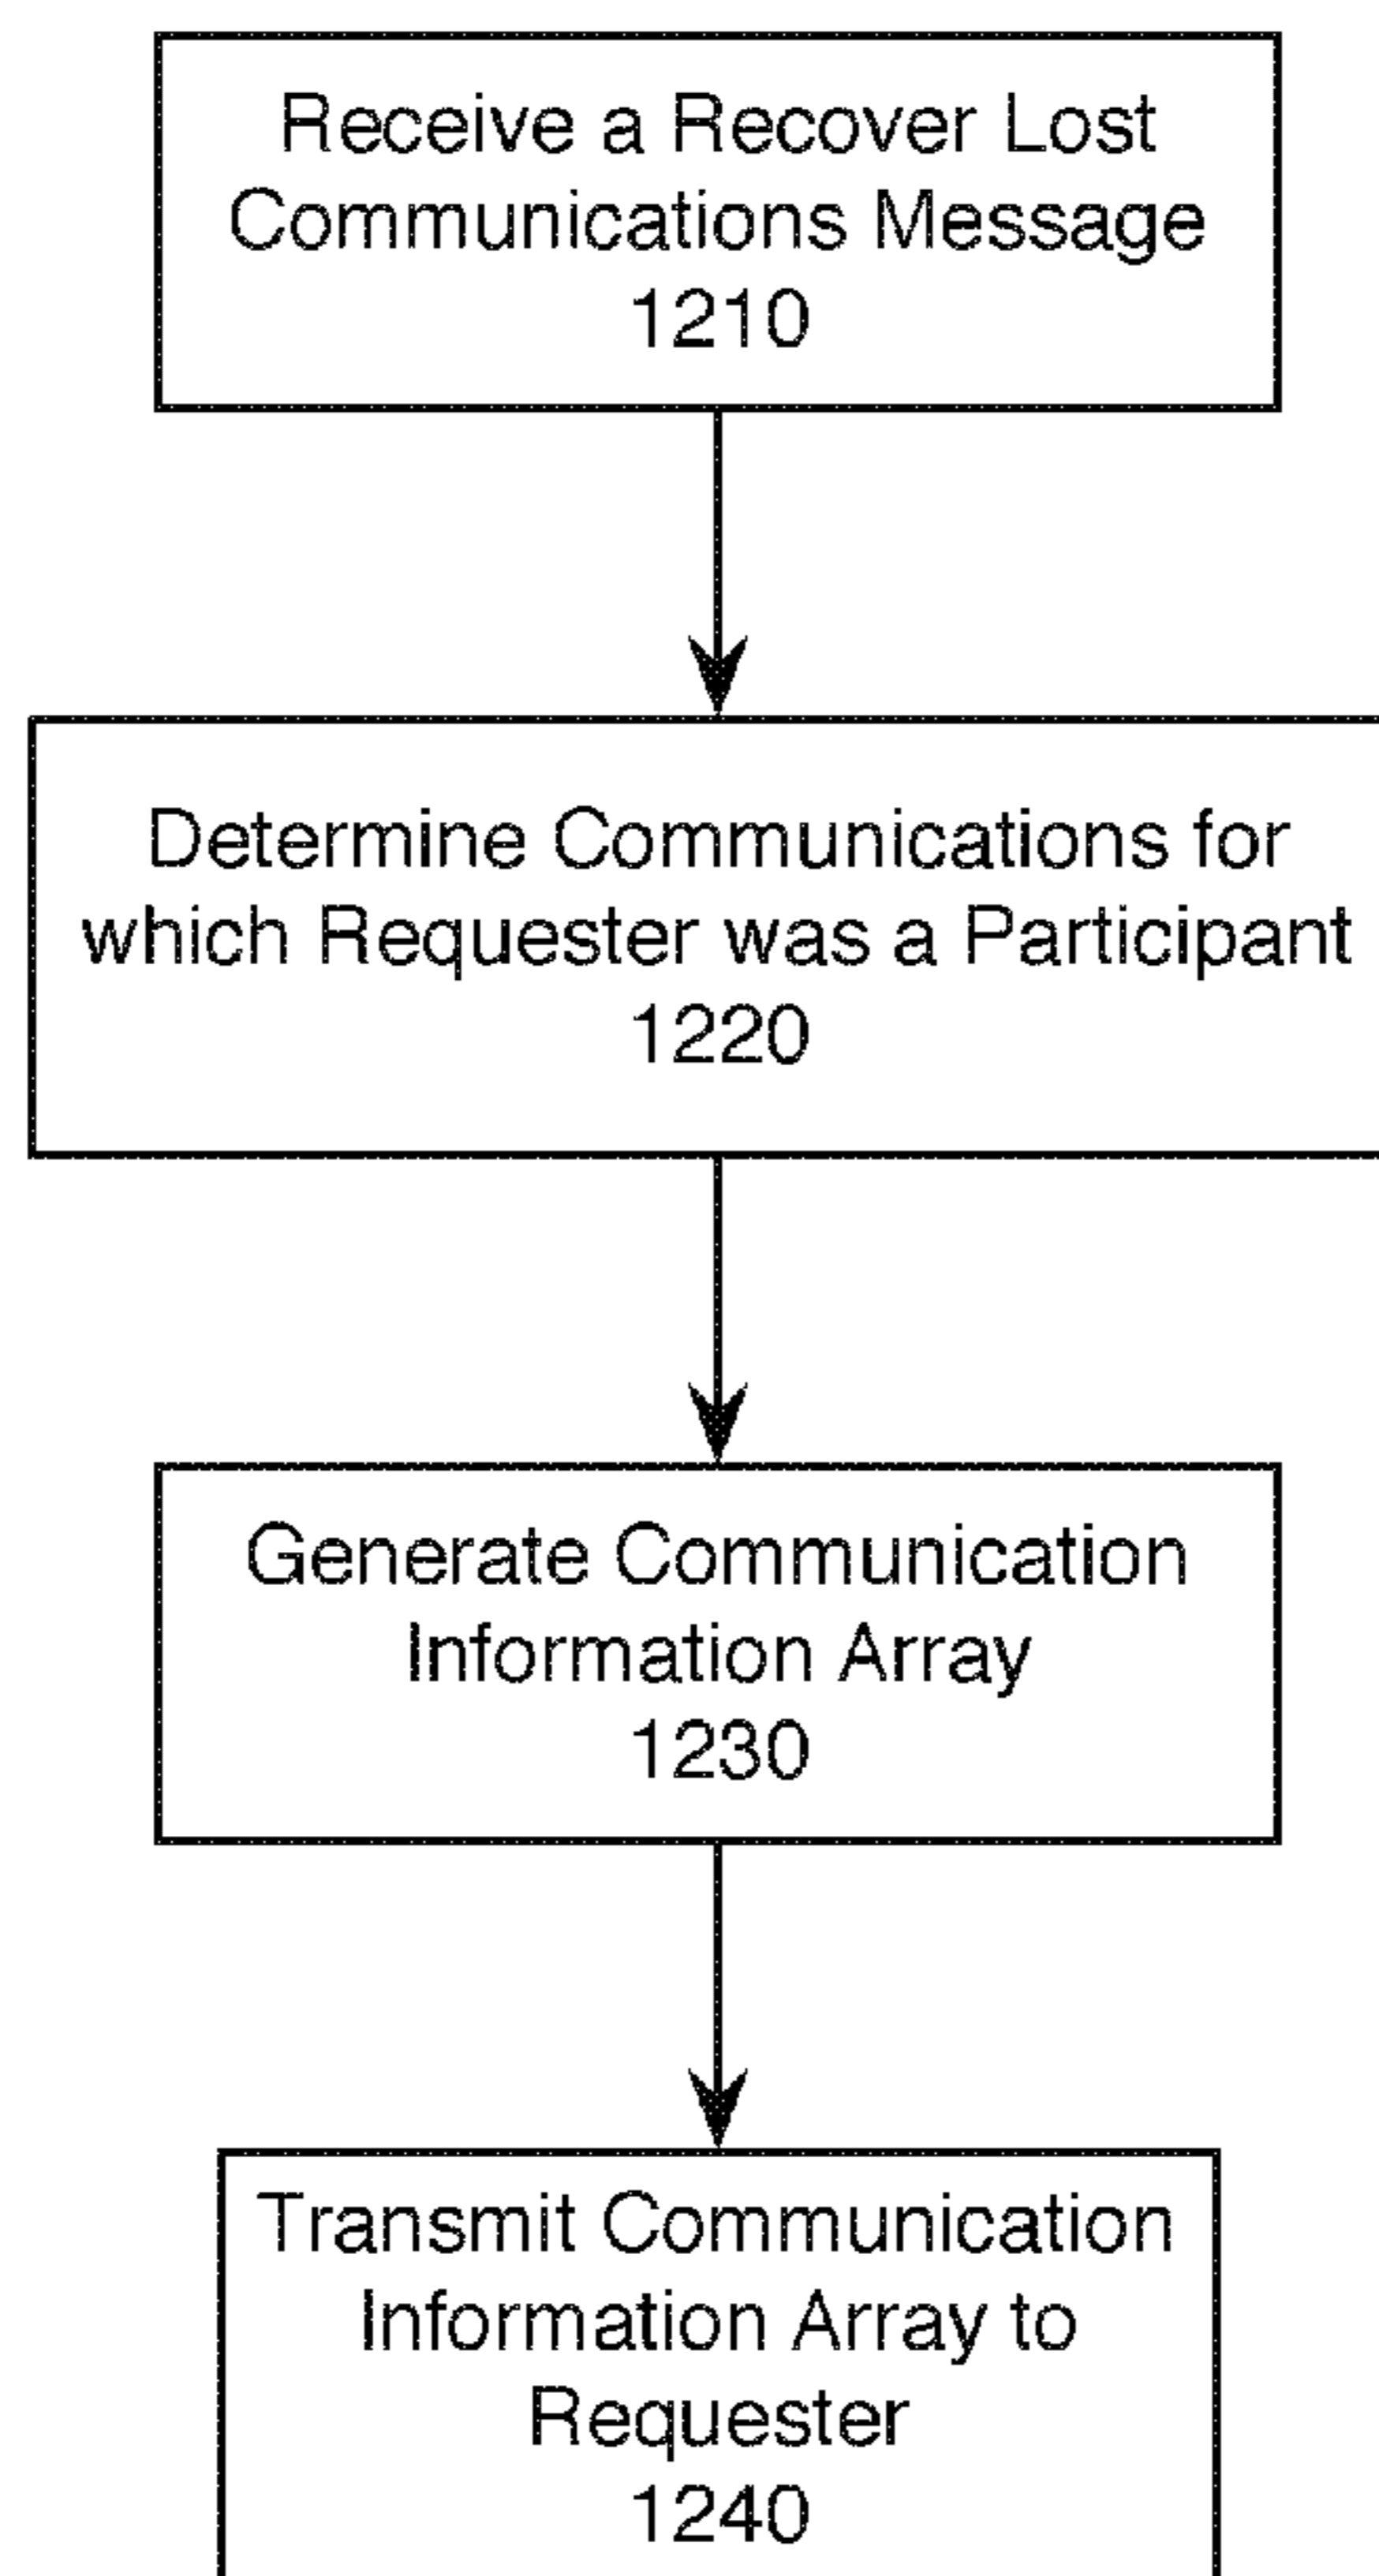 Receive a Recover Lost
Communications Message
1210
Determine Communications for
which Requester was a Participant
1220
Generate Communication
Information Array
1230
Transmit Communication
Information Array to
Requester
1240